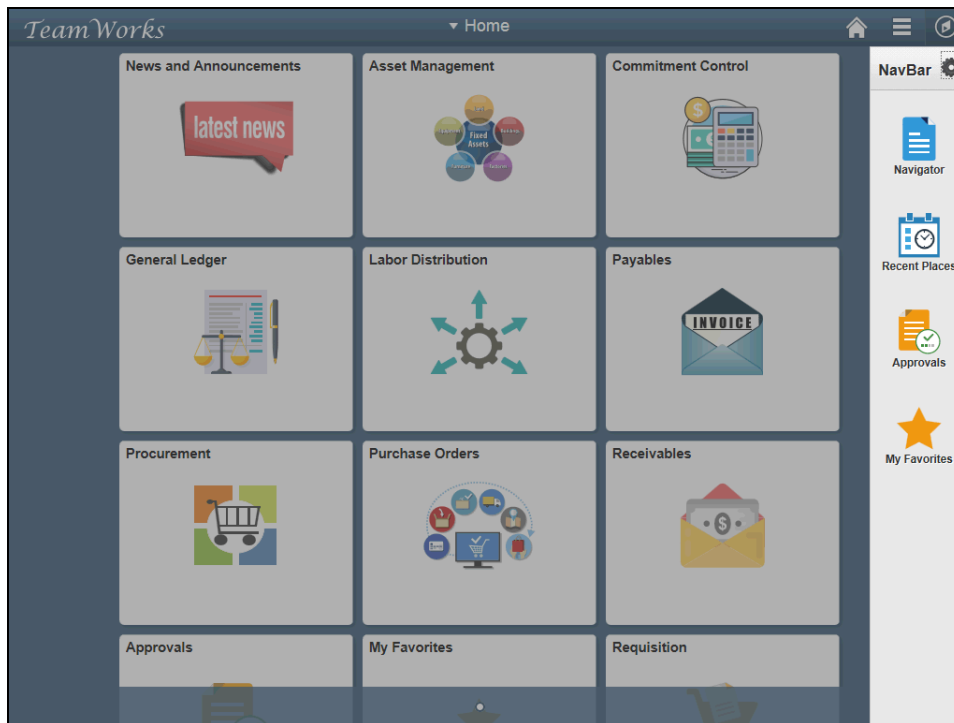 TeamWorks
Home
NavBar
News and Announcements
latest news
Asset Management
Fixed
Assets
Commitment Control
Navigator
General Ledger
Labor Distribution
Payables
INVOICE
Recent Places
Approvals
Procurement
Purchase Orders
Receivables
My Favorites
Approvals
My Favorites
Requisition